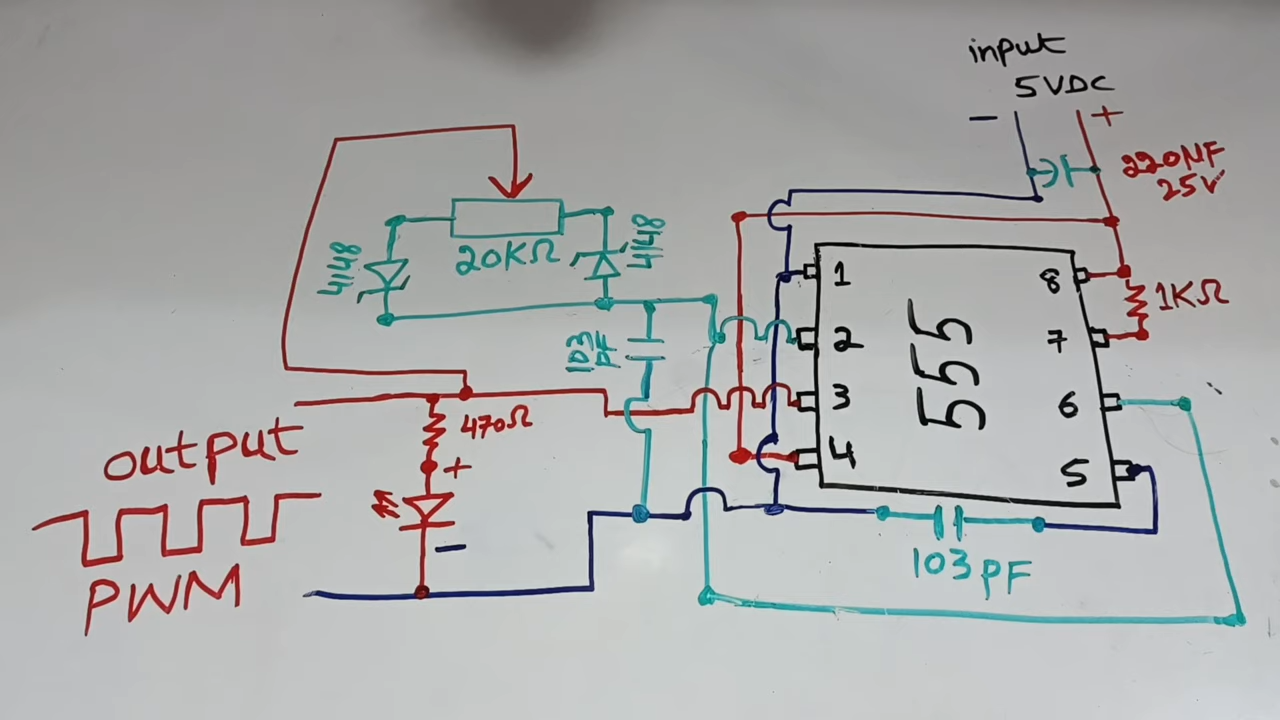 input
5VDC
− +
220NF
25V
4148
20KΩ
4148
1
2
3
4
555
8
7
6
5
1KΩ
103
PF
470Ω
+
−
output
PWM
103PF